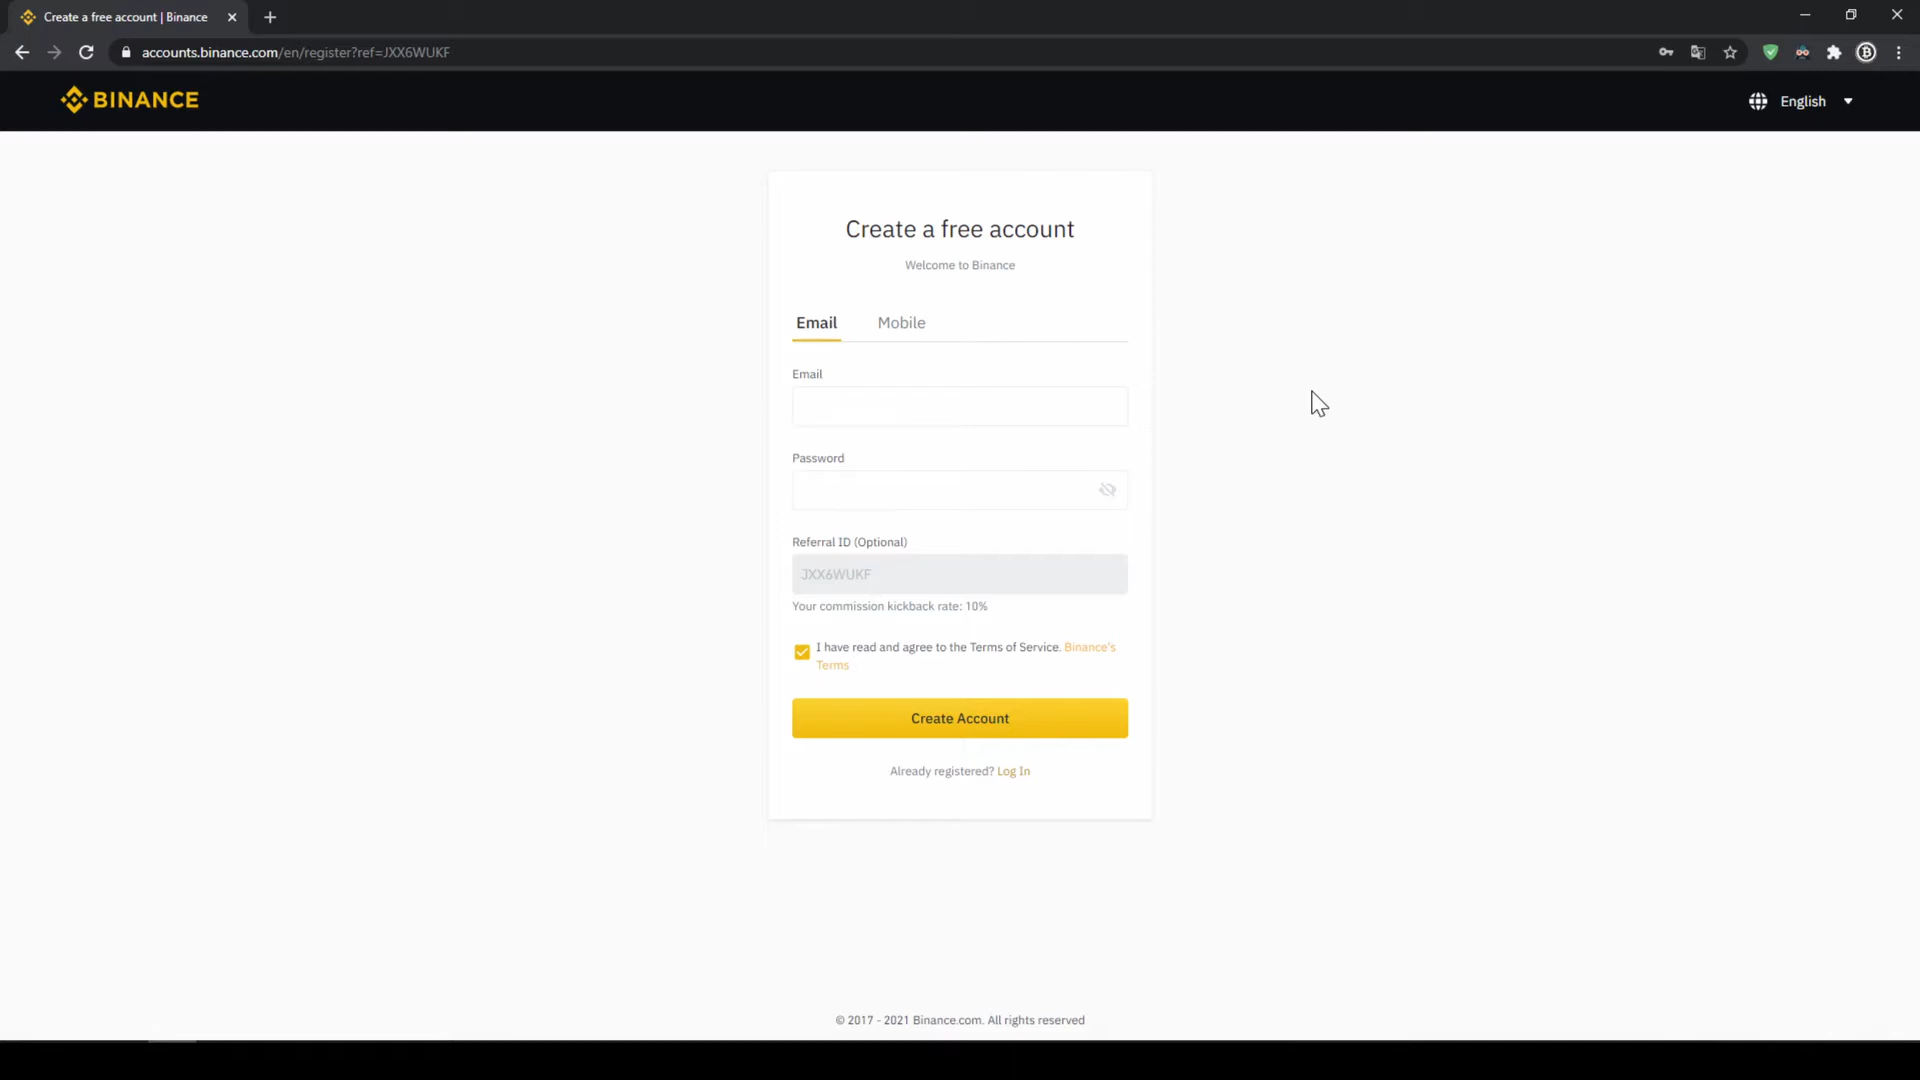 Create a free account | Binance
accounts.binance.com/en/register?ref=JXX6WUKF
BINANCE
English
Create a free account
Welcome to Binance
Email Mobile
Email
Password
Referral ID (Optional)
JXX6WUKF
Your commission kickback rate: 10%
I have read and agree to the Terms of Service. Binance's
Terms
Create Account
Already registered? Log In
© 2017 - 2021 Binance.com. All rights reserved